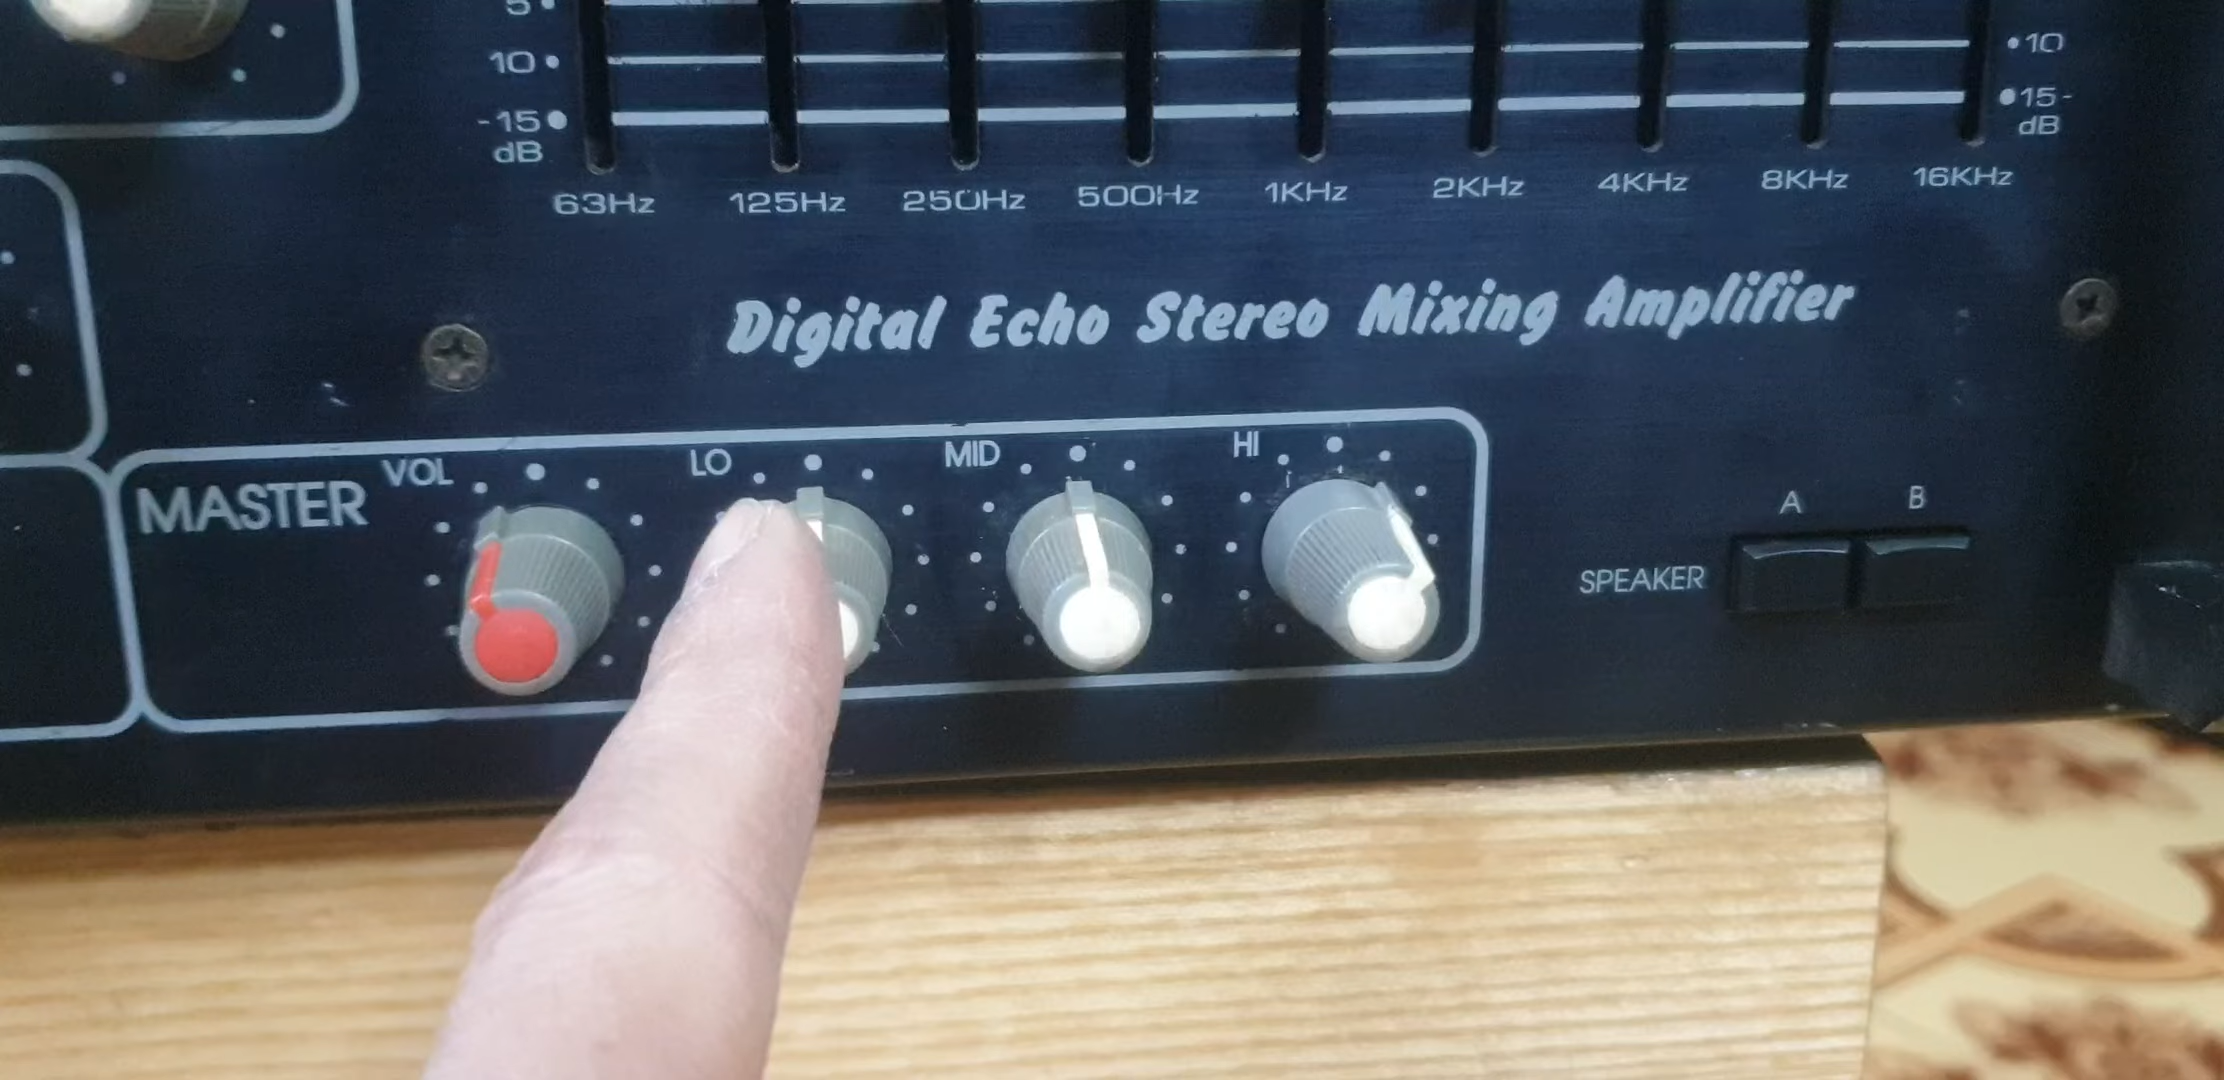 5
10 10
-15 15-
dB dB
63Hz 125Hz 250Hz 500Hz 1KHz 2KHz 4KHz 8KHz 16KHz
Digital Echo Stereo Mixing Amplifier
MASTER VOL LO MID HI
SPEAKER A B